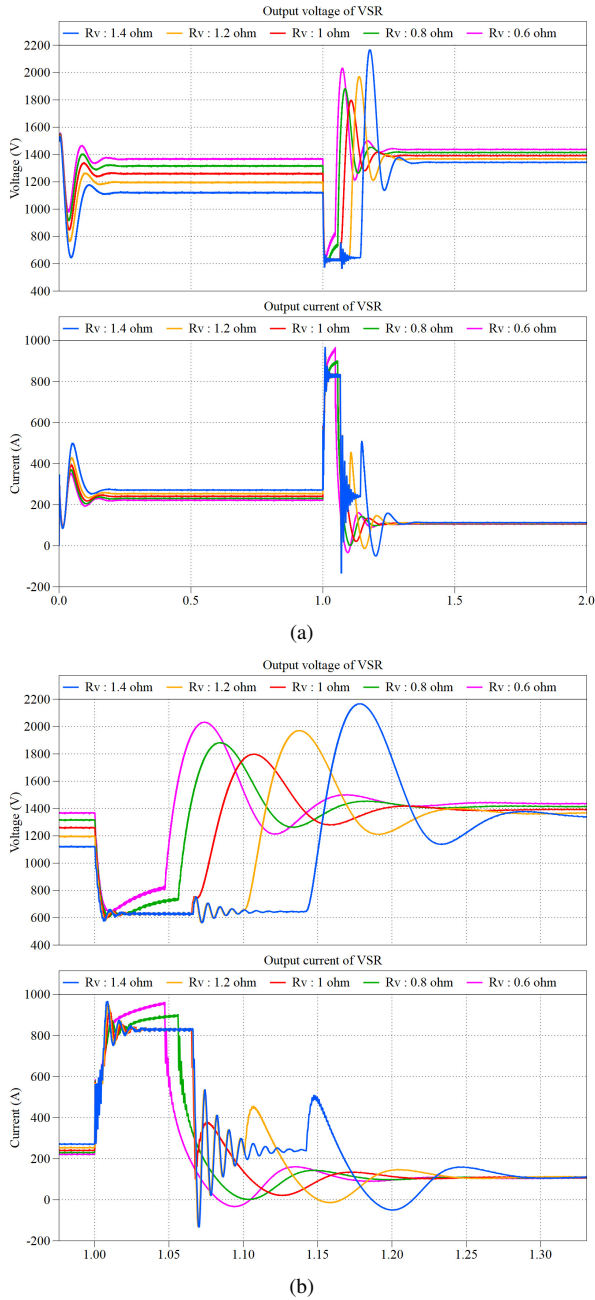 Output voltage of VSR
Rv : 1.4 ohm Rv : 1.2 ohm Rv : 1 ohm Rv : 0.8 ohm Rv : 0.6 ohm
2200
2000
1800
1600
1400
1200
1000
800
600
400
Voltage (V)
Output current of VSR
Rv : 1.4 ohm Rv : 1.2 ohm Rv : 1 ohm Rv : 0.8 ohm Rv : 0.6 ohm
1000
800
600
400
200
0
-200
Current (A)
0.0 0.5 1.0 1.5 2.0
(a)
Output voltage of VSR
Rv : 1.4 ohm Rv : 1.2 ohm Rv : 1 ohm Rv : 0.8 ohm Rv : 0.6 ohm
2200
2000
1800
1600
1400
1200
1000
800
600
400
Voltage (V)
Output current of VSR
Rv : 1.4 ohm Rv : 1.2 ohm Rv : 1 ohm Rv : 0.8 ohm Rv : 0.6 ohm
1000
800
600
400
200
0
-200
Current (A)
1.00 1.05 1.10 1.15 1.20 1.25 1.30
(b)